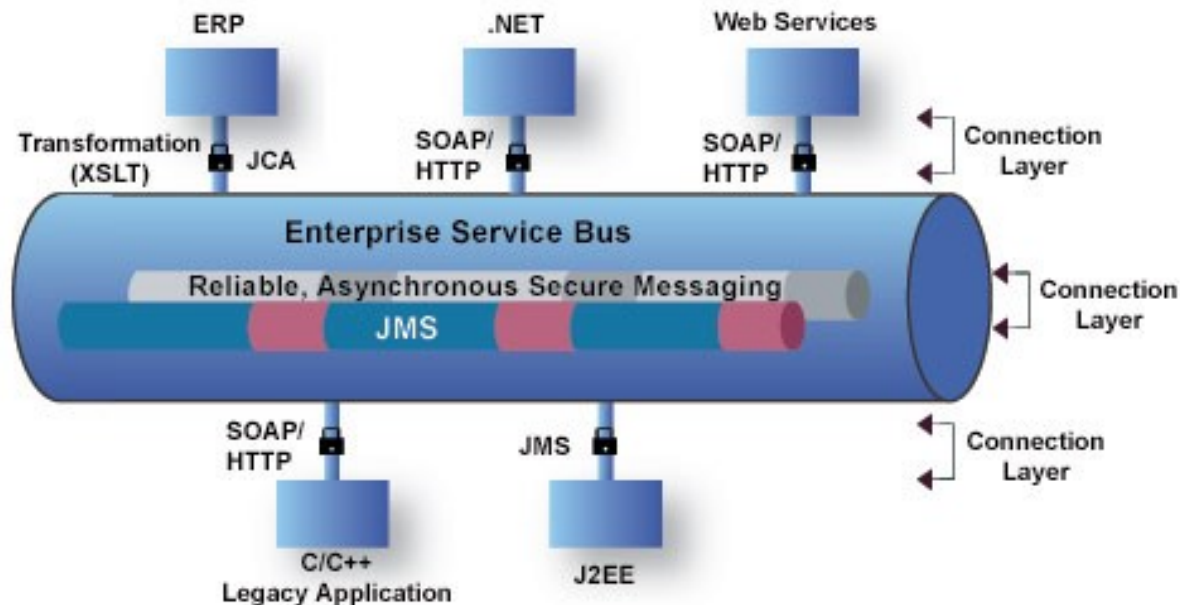 ERP
.NET
Web Services
Transformation
(XSLT)
JCA
SOAP/
HTTP
SOAP/
HTTP
Connection
Layer
Enterprise Service Bus
Reliable, Asynchronous Secure Messaging
JMS
Connection
Layer
SOAP/
HTTP
JMS
Connection
Layer
C/C++
Legacy Application
J2EE